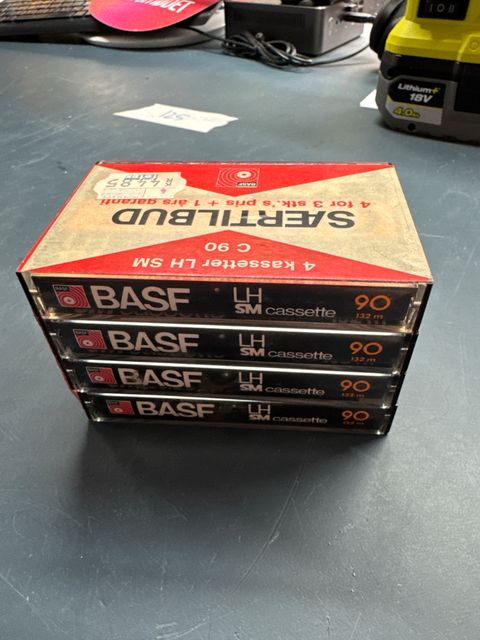 BASF
SÆRTILBUD
4 for 3 stk.'s pris + 1 års garanti
C 90
4 kassetter LH SM
BASF LH SM cassette 90 132 m
BASF LH SM cassette 90 132 m
BASF LH SM cassette 90 132 m
BASF LH SM cassette 90 132 m
Lithium+
18V
4.0